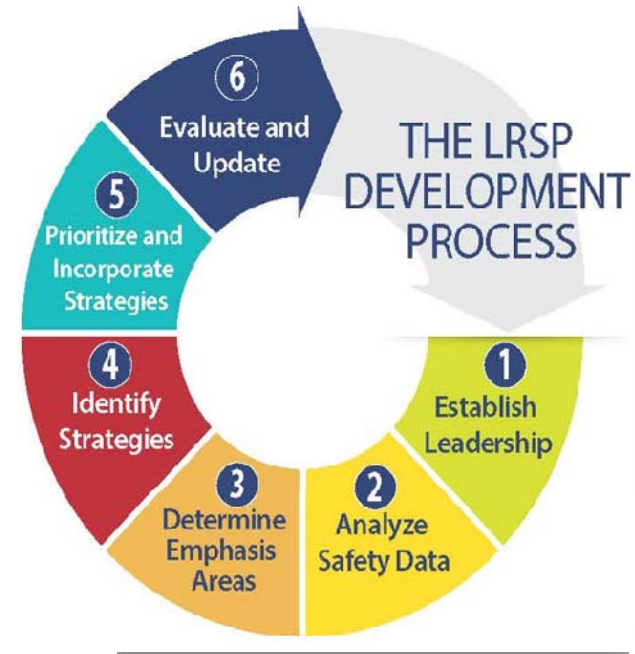 THE LRSP
DEVELOPMENT
PROCESS
1
Establish
Leadership
2
Analyze
Safety Data
3
Determine
Emphasis
Areas
4
Identify
Strategies
5
Prioritize and
Incorporate
Strategies
6
Evaluate and
Update